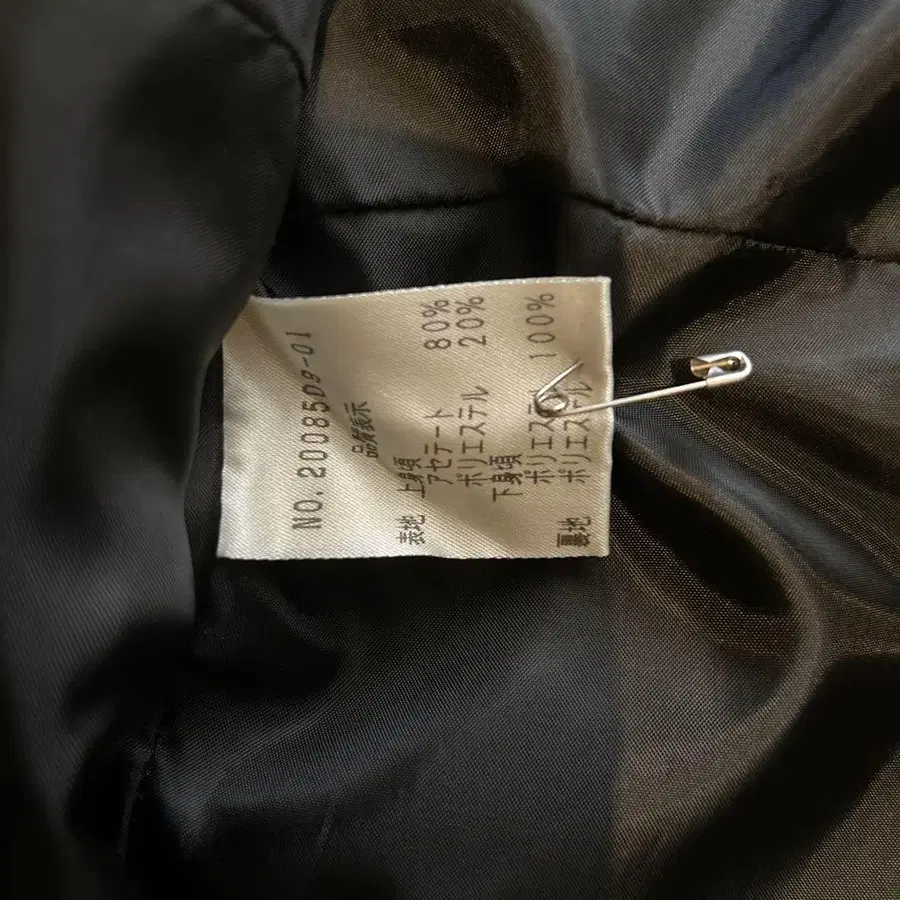 NO.2008509-01
品質表示
表地 上身頃
アセテート 80%
ポリエステル 20%
下身頃
ポリエステル 100%
裏地 ポリエステル